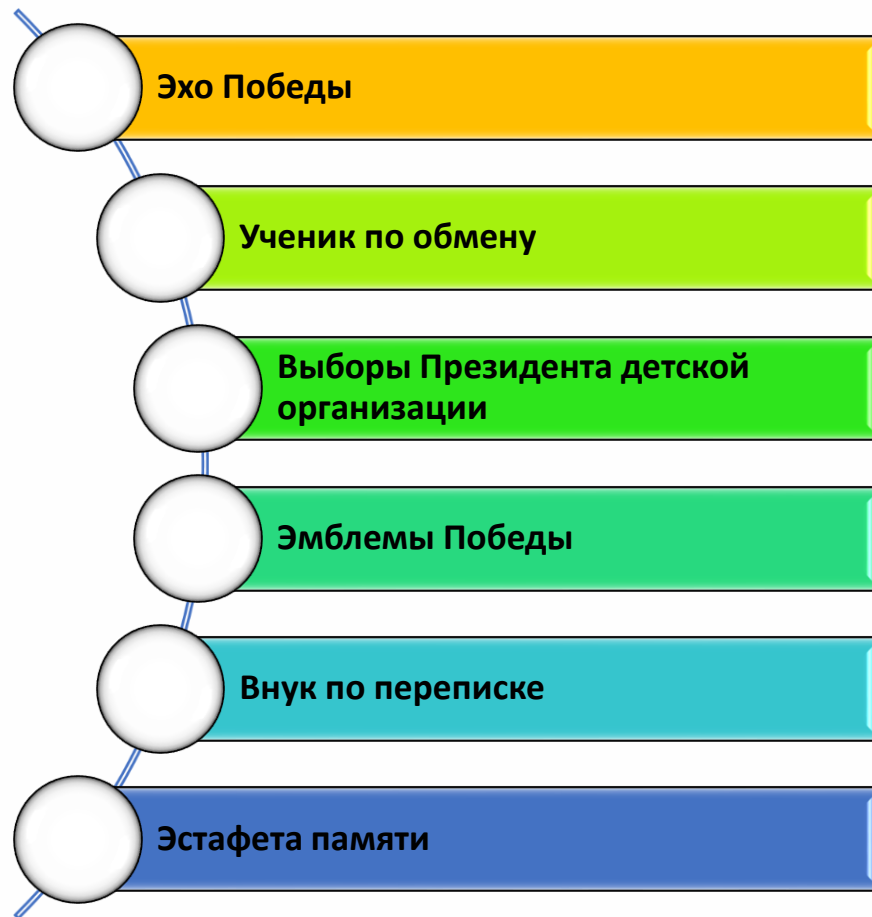 Эхо Победы
Ученик по обмену
Выборы Президента детской
организации
Эмблемы Победы
Внук по переписке
Эстафета памяти